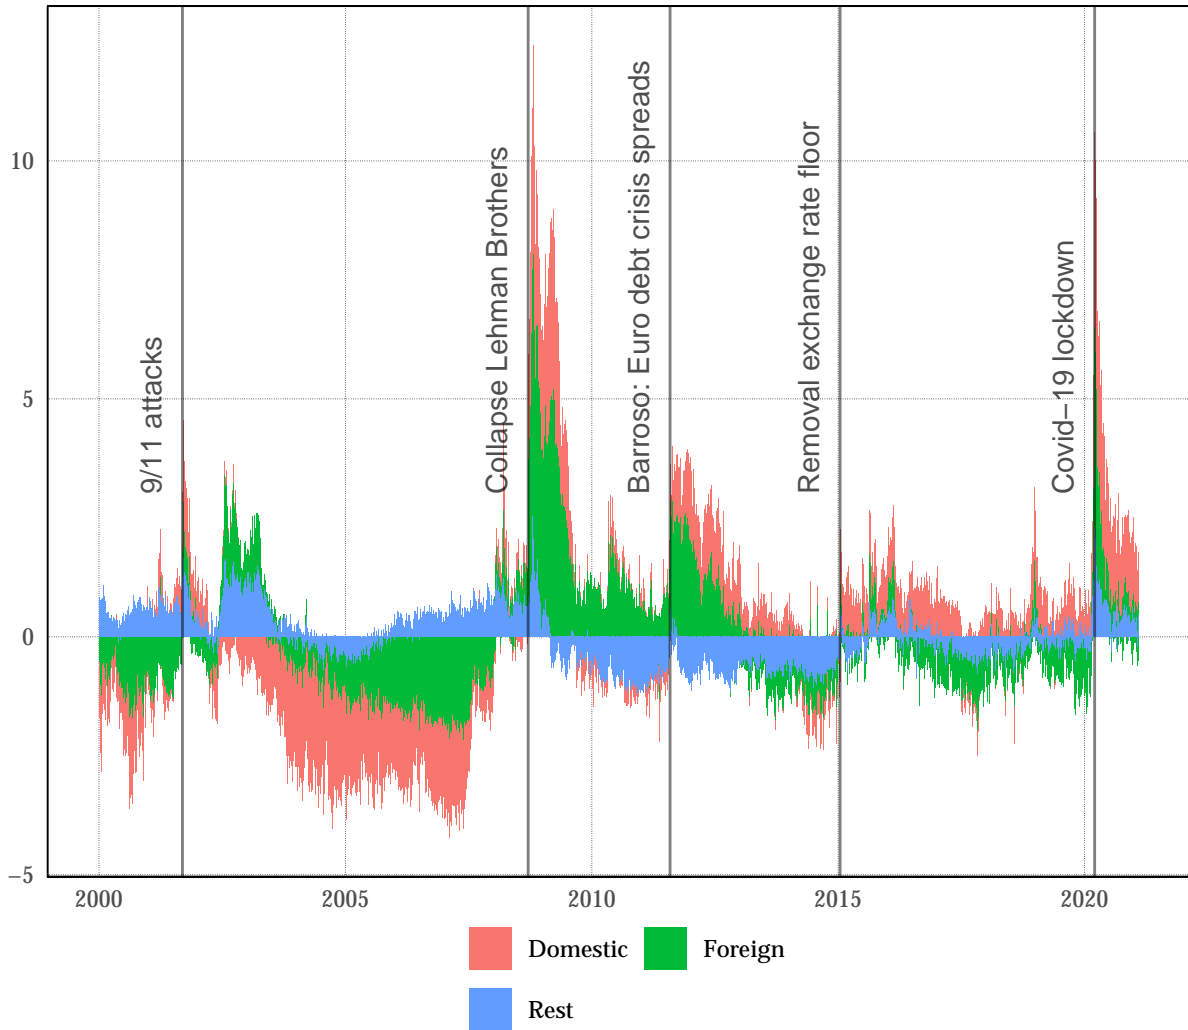 10
5
0
−5
9/11 attacks
Collapse Lehman Brothers
Barroso: Euro debt crisis spreads
Removal exchange rate floor
Covid−19 lockdown
2000
2005
2010
2015
2020
Domestic
Foreign
Rest